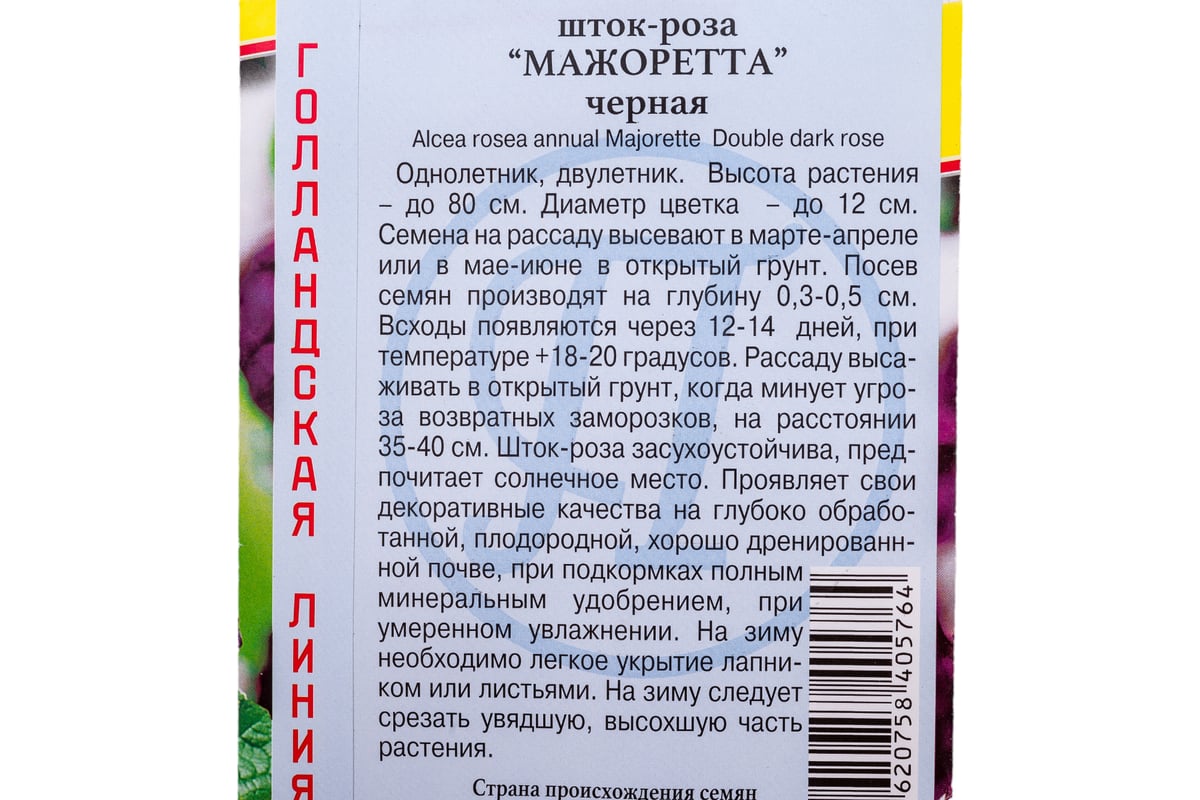 шток-роза
“МАЖОРЕТТА”
черная
Alcea rosea annual Majorette Double dark rose
Однолетник, двулетник. Высота растения
– до 80 см. Диаметр цветка – до 12 см.
Семена на рассаду высевают в марте-апреле
или в мае-июне в открытый грунт. Посев
семян производят на глубину 0,3-0,5 см.
Всходы появляются через 12-14 дней, при
температуре +18-20 градусов. Рассаду выса-
живать в открытый грунт, когда минует угро-
за возвратных заморозков, на расстоянии
35-40 см. Шток-роза засухоустойчива, пред-
почитает солнечное место. Проявляет свои
декоративные качества на глубоко обрабо-
танной, плодородной, хорошо дренированн-
ной почве, при подкормках полным
минеральным удобрением, при
умеренном увлажнении. На зиму
необходимо легкое укрытие лапни-
ком или листьями. На зиму следует
срезать увядшую, высохшую часть
растения.
Страна происхождения семян
ГОЛЛАНДСКАЯ ЛИНИЯ
620758 405764